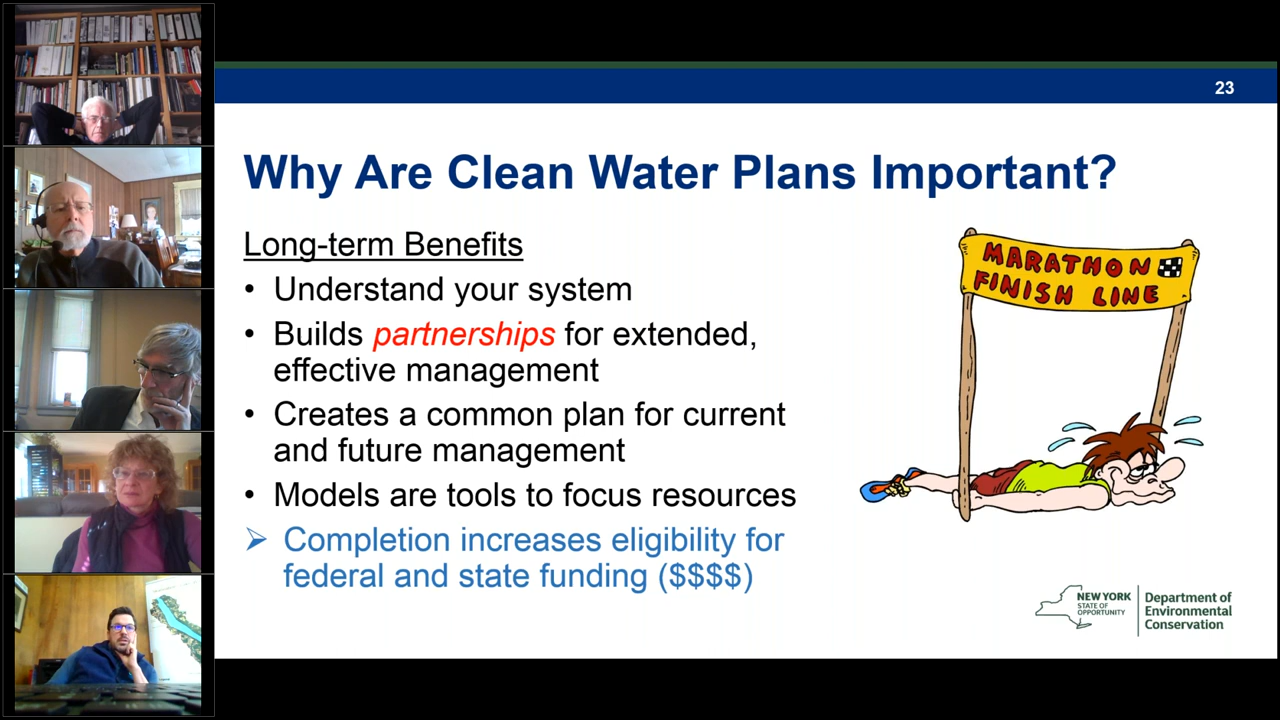 23
Why Are Clean Water Plans Important?
Long-term Benefits
• Understand your system
• Builds partnerships for extended,
effective management
• Creates a common plan for current
and future management
• Models are tools to focus resources
➢ Completion increases eligibility for
federal and state funding ($$$$)
MARATHON
FINISH LINE
NEW YORK
STATE OF
OPPORTUNITY
Department of
Environmental
Conservation